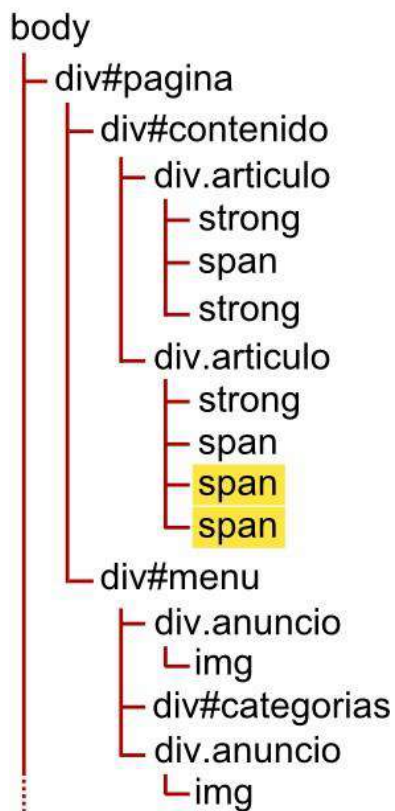 body
div#pagina
div#contenido
div.articulo
strong
span
strong
div.articulo
strong
span
span
span
div#menu
div.anuncio
img
div#categorias
div.anuncio
img